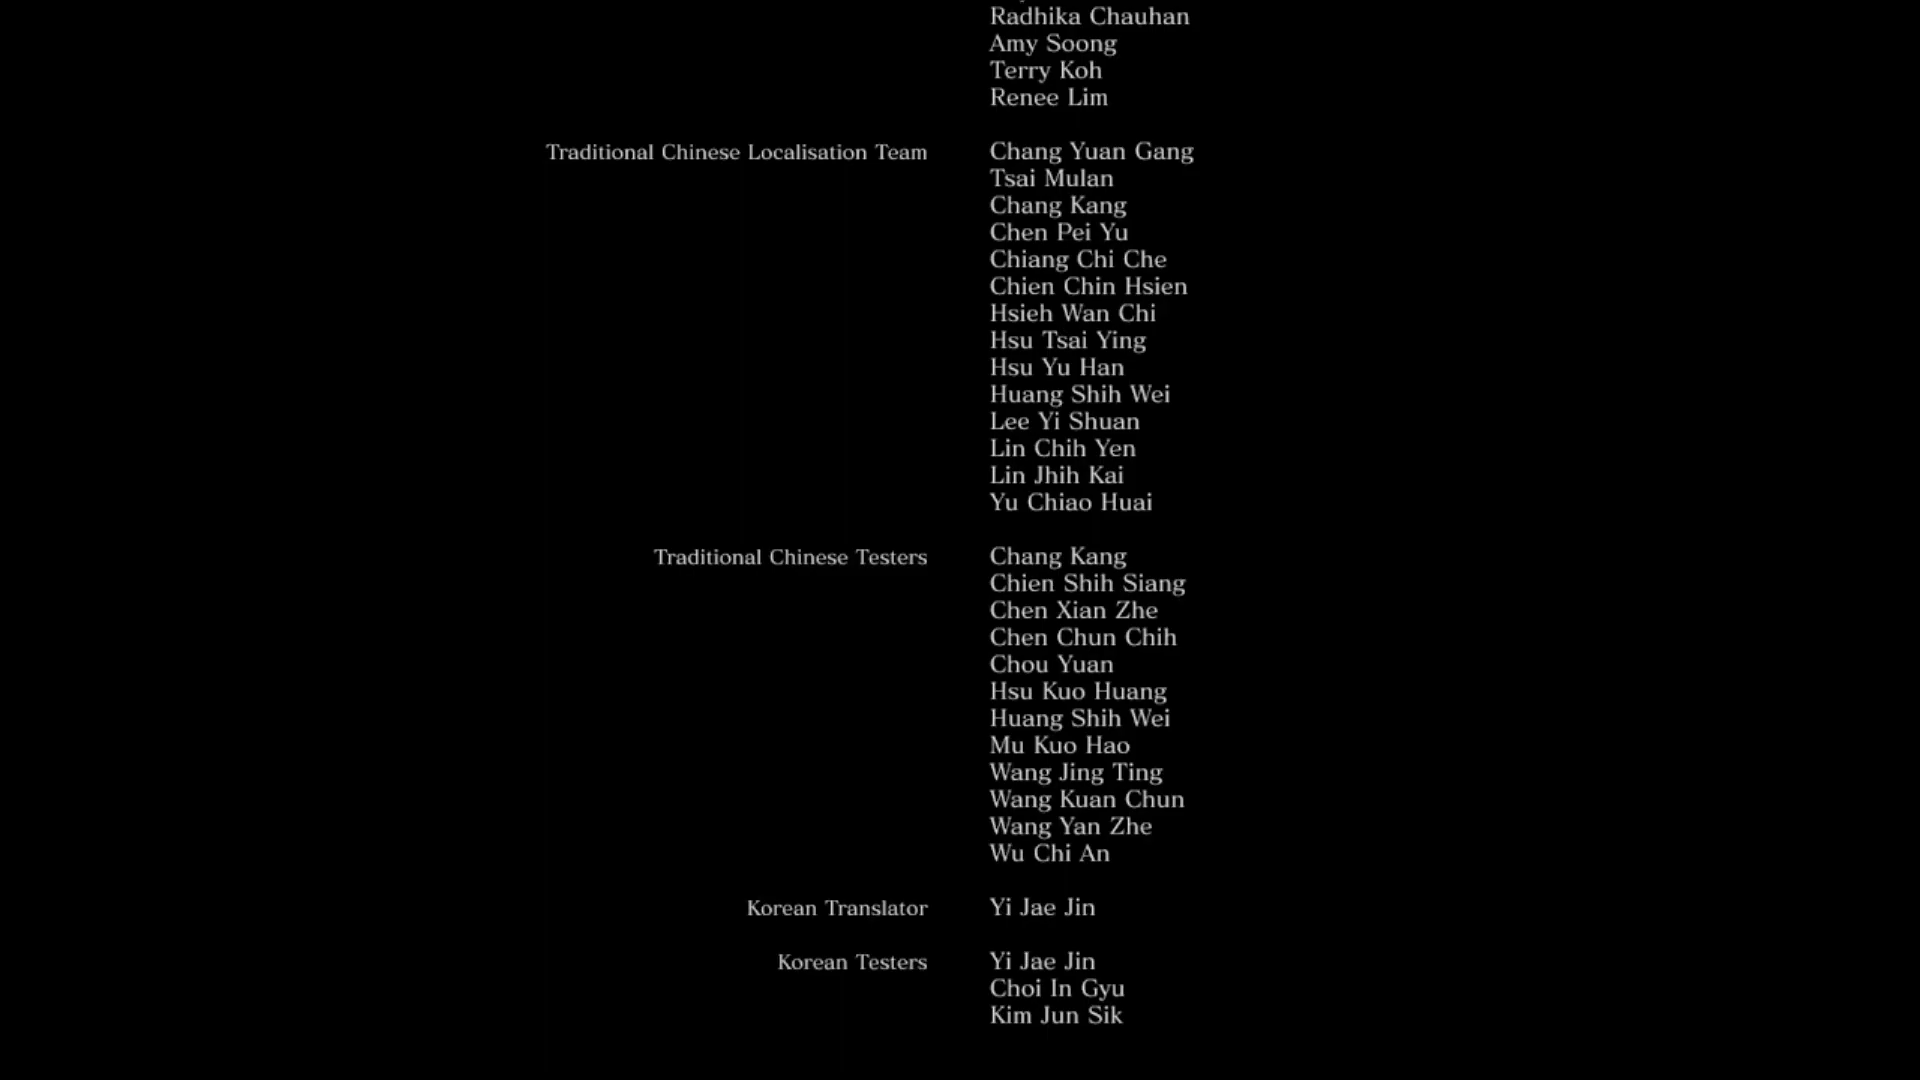 Radhika Chauhan
Amy Soong
Terry Koh
Renee Lim
Traditional Chinese Localisation Team Chang Yuan Gang
Tsai Mulan
Chang Kang
Chen Pei Yu
Chiang Chi Che
Chien Chin Hsien
Hsieh Wan Chi
Hsu Tsai Ying
Hsu Yu Han
Huang Shih Wei
Lee Yi Shuan
Lin Chih Yen
Lin Jhih Kai
Yu Chiao Huai
Traditional Chinese Testers Chang Kang
Chien Shih Siang
Chen Xian Zhe
Chen Chun Chih
Chou Yuan
Hsu Kuo Huang
Huang Shih Wei
Mu Kuo Hao
Wang Jing Ting
Wang Kuan Chun
Wang Yan Zhe
Wu Chi An
Korean Translator Yi Jae Jin
Korean Testers Yi Jae Jin
Choi In Gyu
Kim Jun Sik